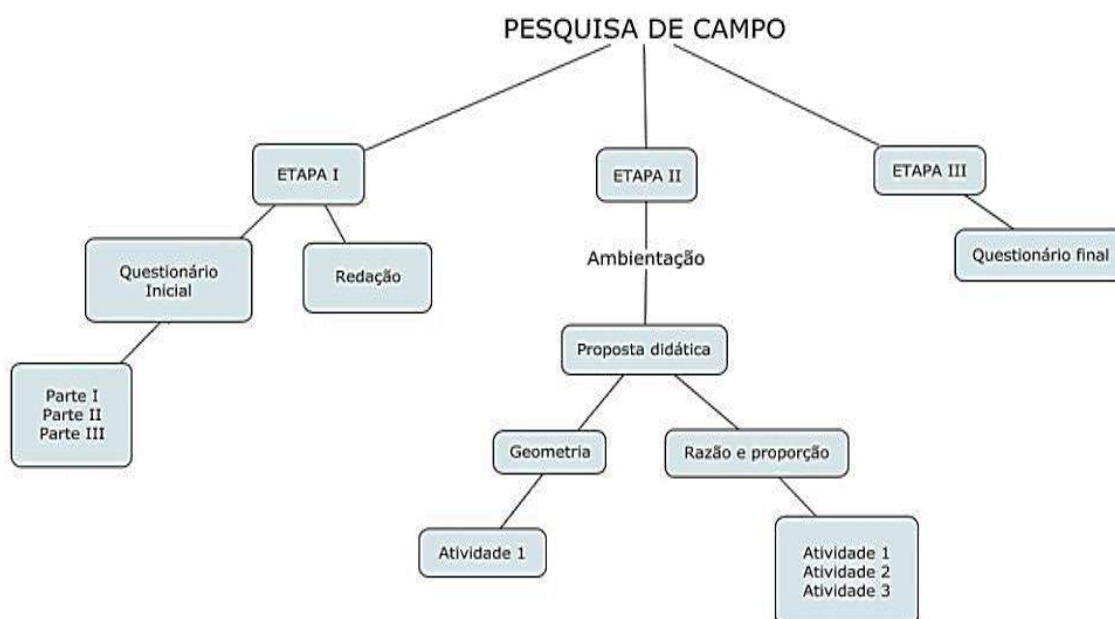 PESQUISA DE CAMPO
ETAPA I
ETAPA II
ETAPA III
Questionário
Inicial
Redação
Ambientação
Questionário final
Proposta didática
Parte I
Parte II
Parte III
Geometria
Razão e proporção
Atividade 1
Atividade 1
Atividade 2
Atividade 3